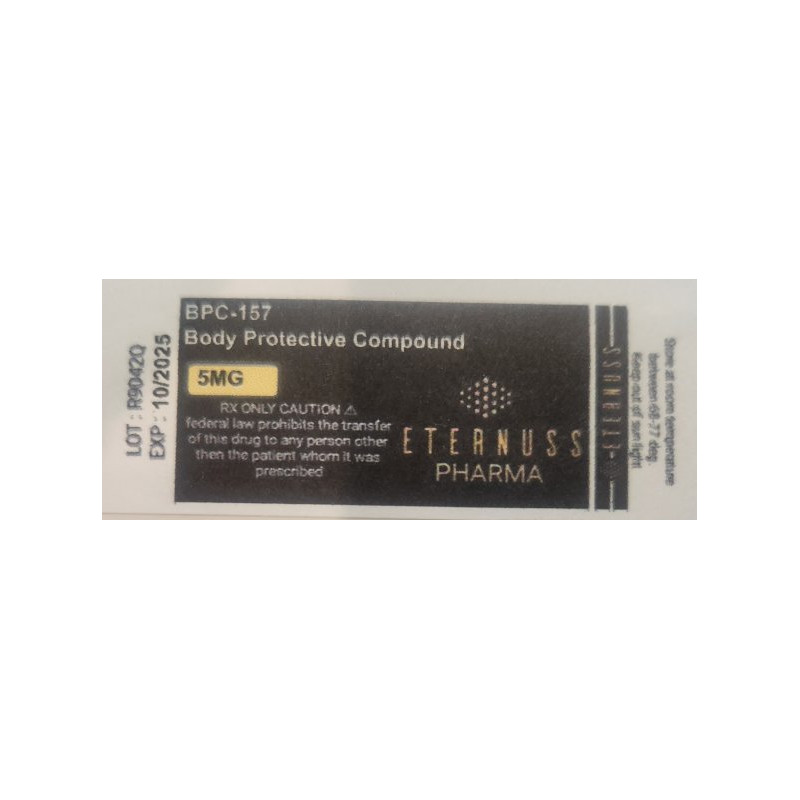 BPC-157
Body Protective Compound
5MG
RX ONLY CAUTION ⚠
federal law prohibits the transfer
of this drug to any person other
then the patient whom it was
prescribed
ETERNUSS
PHARMA
LOT : R9042Q
EXP : 10/2025
ETERNUSS
Store at room temperature
between 68-77 deg.
Keep out of sun light